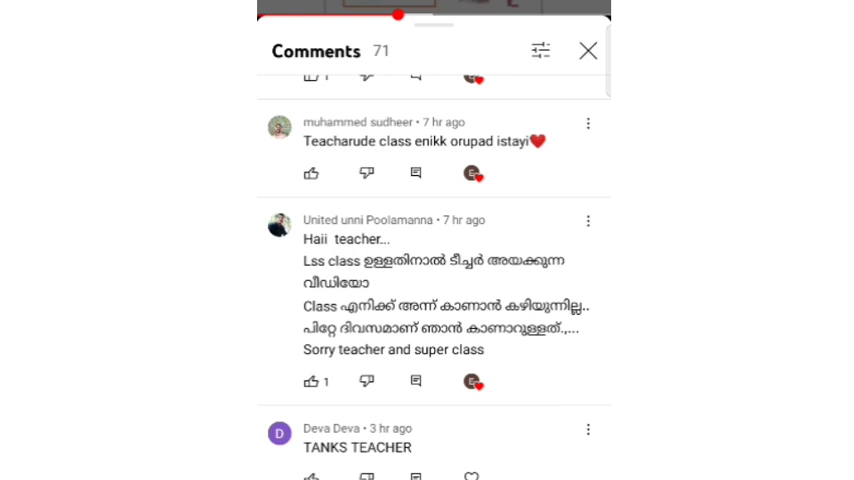 Comments 71
1
muhammed sudheer • 7 hr ago
Teacharude class enikk orupad istayi❤️
E
United unni Poolamanna • 7 hr ago
Haii teacher...
Lss class ഉള്ളതിനാൽ ടീച്ചർ അയക്കുന്ന
വീഡിയോ
Class എനിക്ക് അന്ന് കാണാൻ കഴിയുന്നില്ല..
പിറ്റേ ദിവസമാണ് ഞാൻ കാണാറുള്ളത്.,...
Sorry teacher and super class
1 E
D
Deva Deva • 3 hr ago
TANKS TEACHER